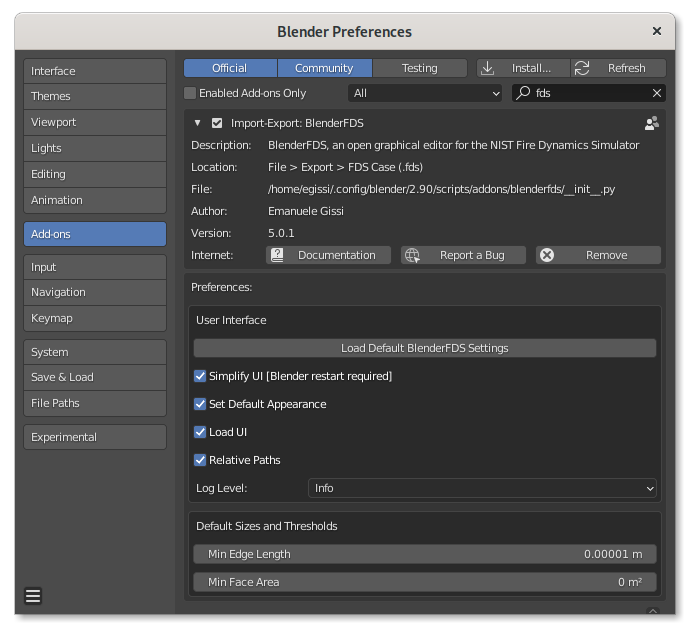 Blender Preferences
Interface
Themes
Viewport
Lights
Editing
Animation
Add-ons
Input
Navigation
Keymap
System
Save & Load
File Paths
Experimental
Official Community Testing Install... Refresh
Enabled Add-ons Only All fds
Import-Export: BlenderFDS
Description: BlenderFDS, an open graphical editor for the NIST Fire Dynamics Simulator
Location: File > Export > FDS Case (.fds)
File: /home/egissi/.config/blender/2.90/scripts/addons/blenderfds/__init__.py
Author: Emanuele Gissi
Version: 5.0.1
Internet: Documentation Report a Bug Remove
Preferences:
User Interface
Load Default BlenderFDS Settings
Simplify UI [Blender restart required]
Set Default Appearance
Load UI
Relative Paths
Log Level: Info
Default Sizes and Thresholds
Min Edge Length 0.00001 m
Min Face Area 0 m²